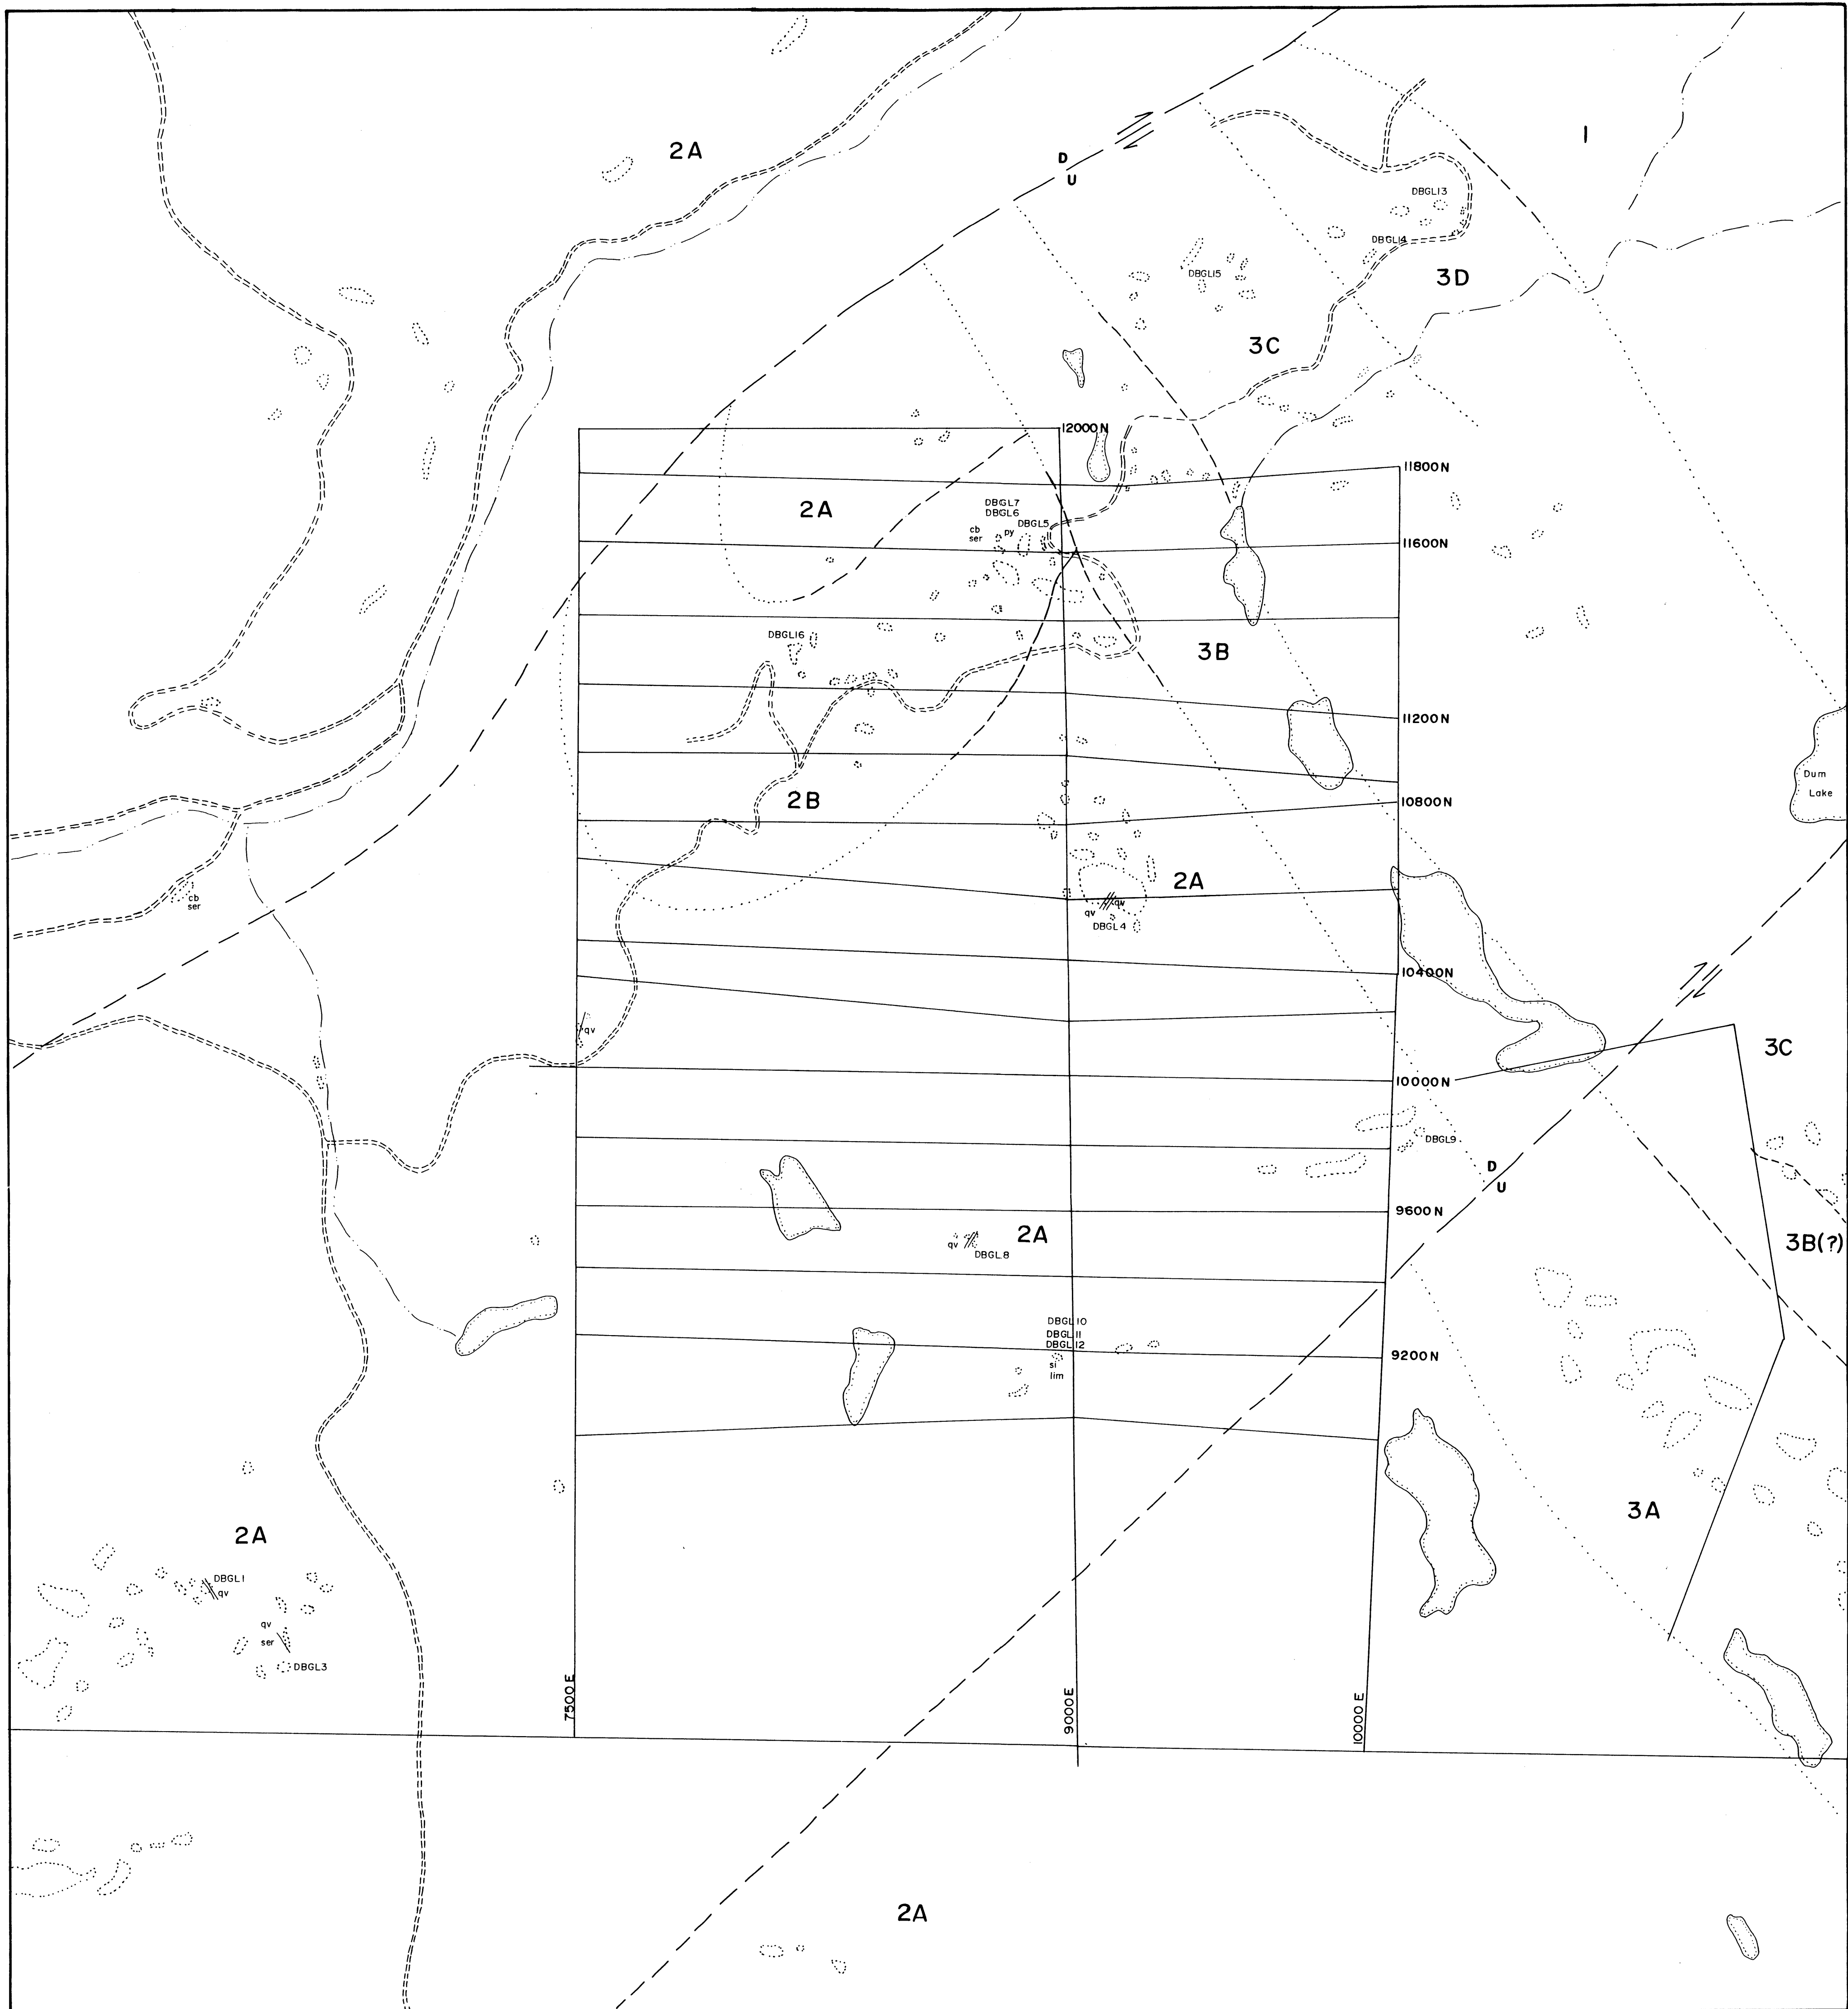 2A
1
D
U
DBGL13
DBGL14
DBGL15
3D
3C
12000N
11800N
2A
DBGL7
DBGL6
DBGL5
cb
ser
py
11600N
DBGL16
3B
11200N
Dum
Lake
2B
10800N
2A
cb
ser
qv
qv
DBGL4
10400N
qv
3C
10000N
DBGL9
D
U
9600N
2A
qv
DBGL8
3B(?)
DBGL10
DBGL11
DBGL12
9200N
si
lim
3A
2A
DBGL1
qv
qv
ser
DBGL3
7500E
9000E
10000E
2A